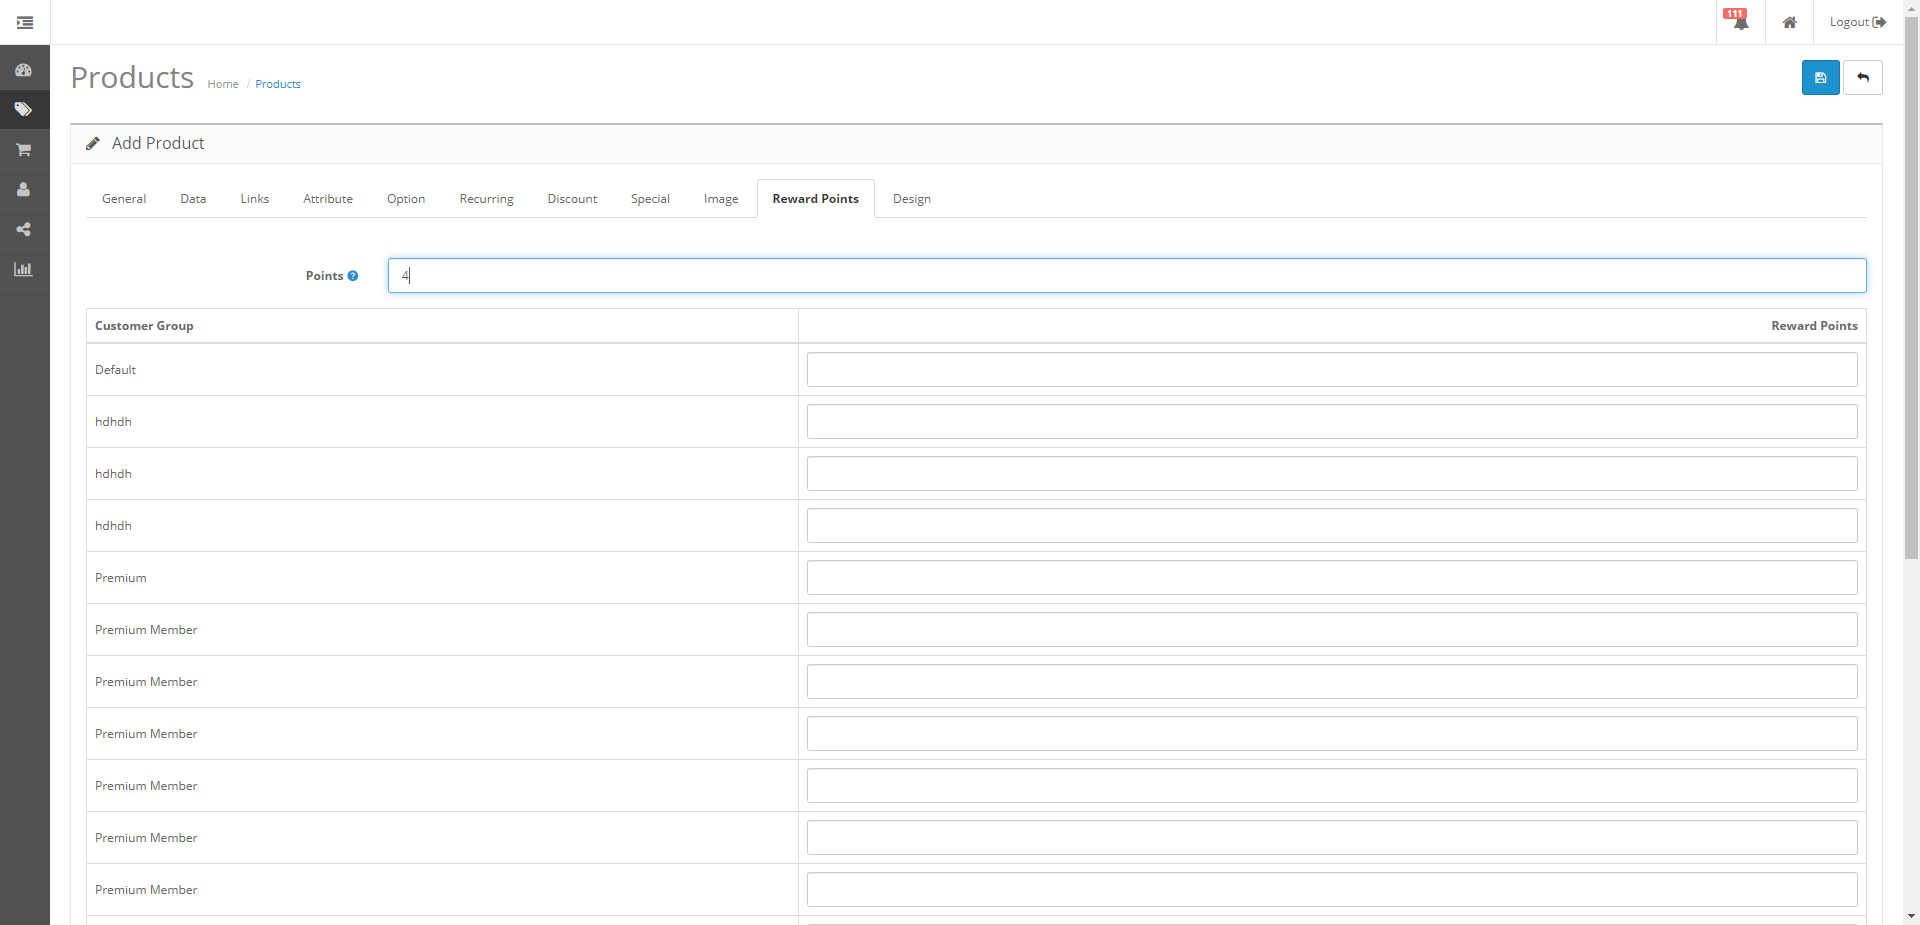 111
Logout
Products
Home / Products
Add Product
General
Data
Links
Attribute
Option
Recurring
Discount
Special
Image
Reward Points
Design
Points
4
Customer Group
Reward Points
Default
hdhdh
hdhdh
hdhdh
Premium
Premium Member
Premium Member
Premium Member
Premium Member
Premium Member
Premium Member